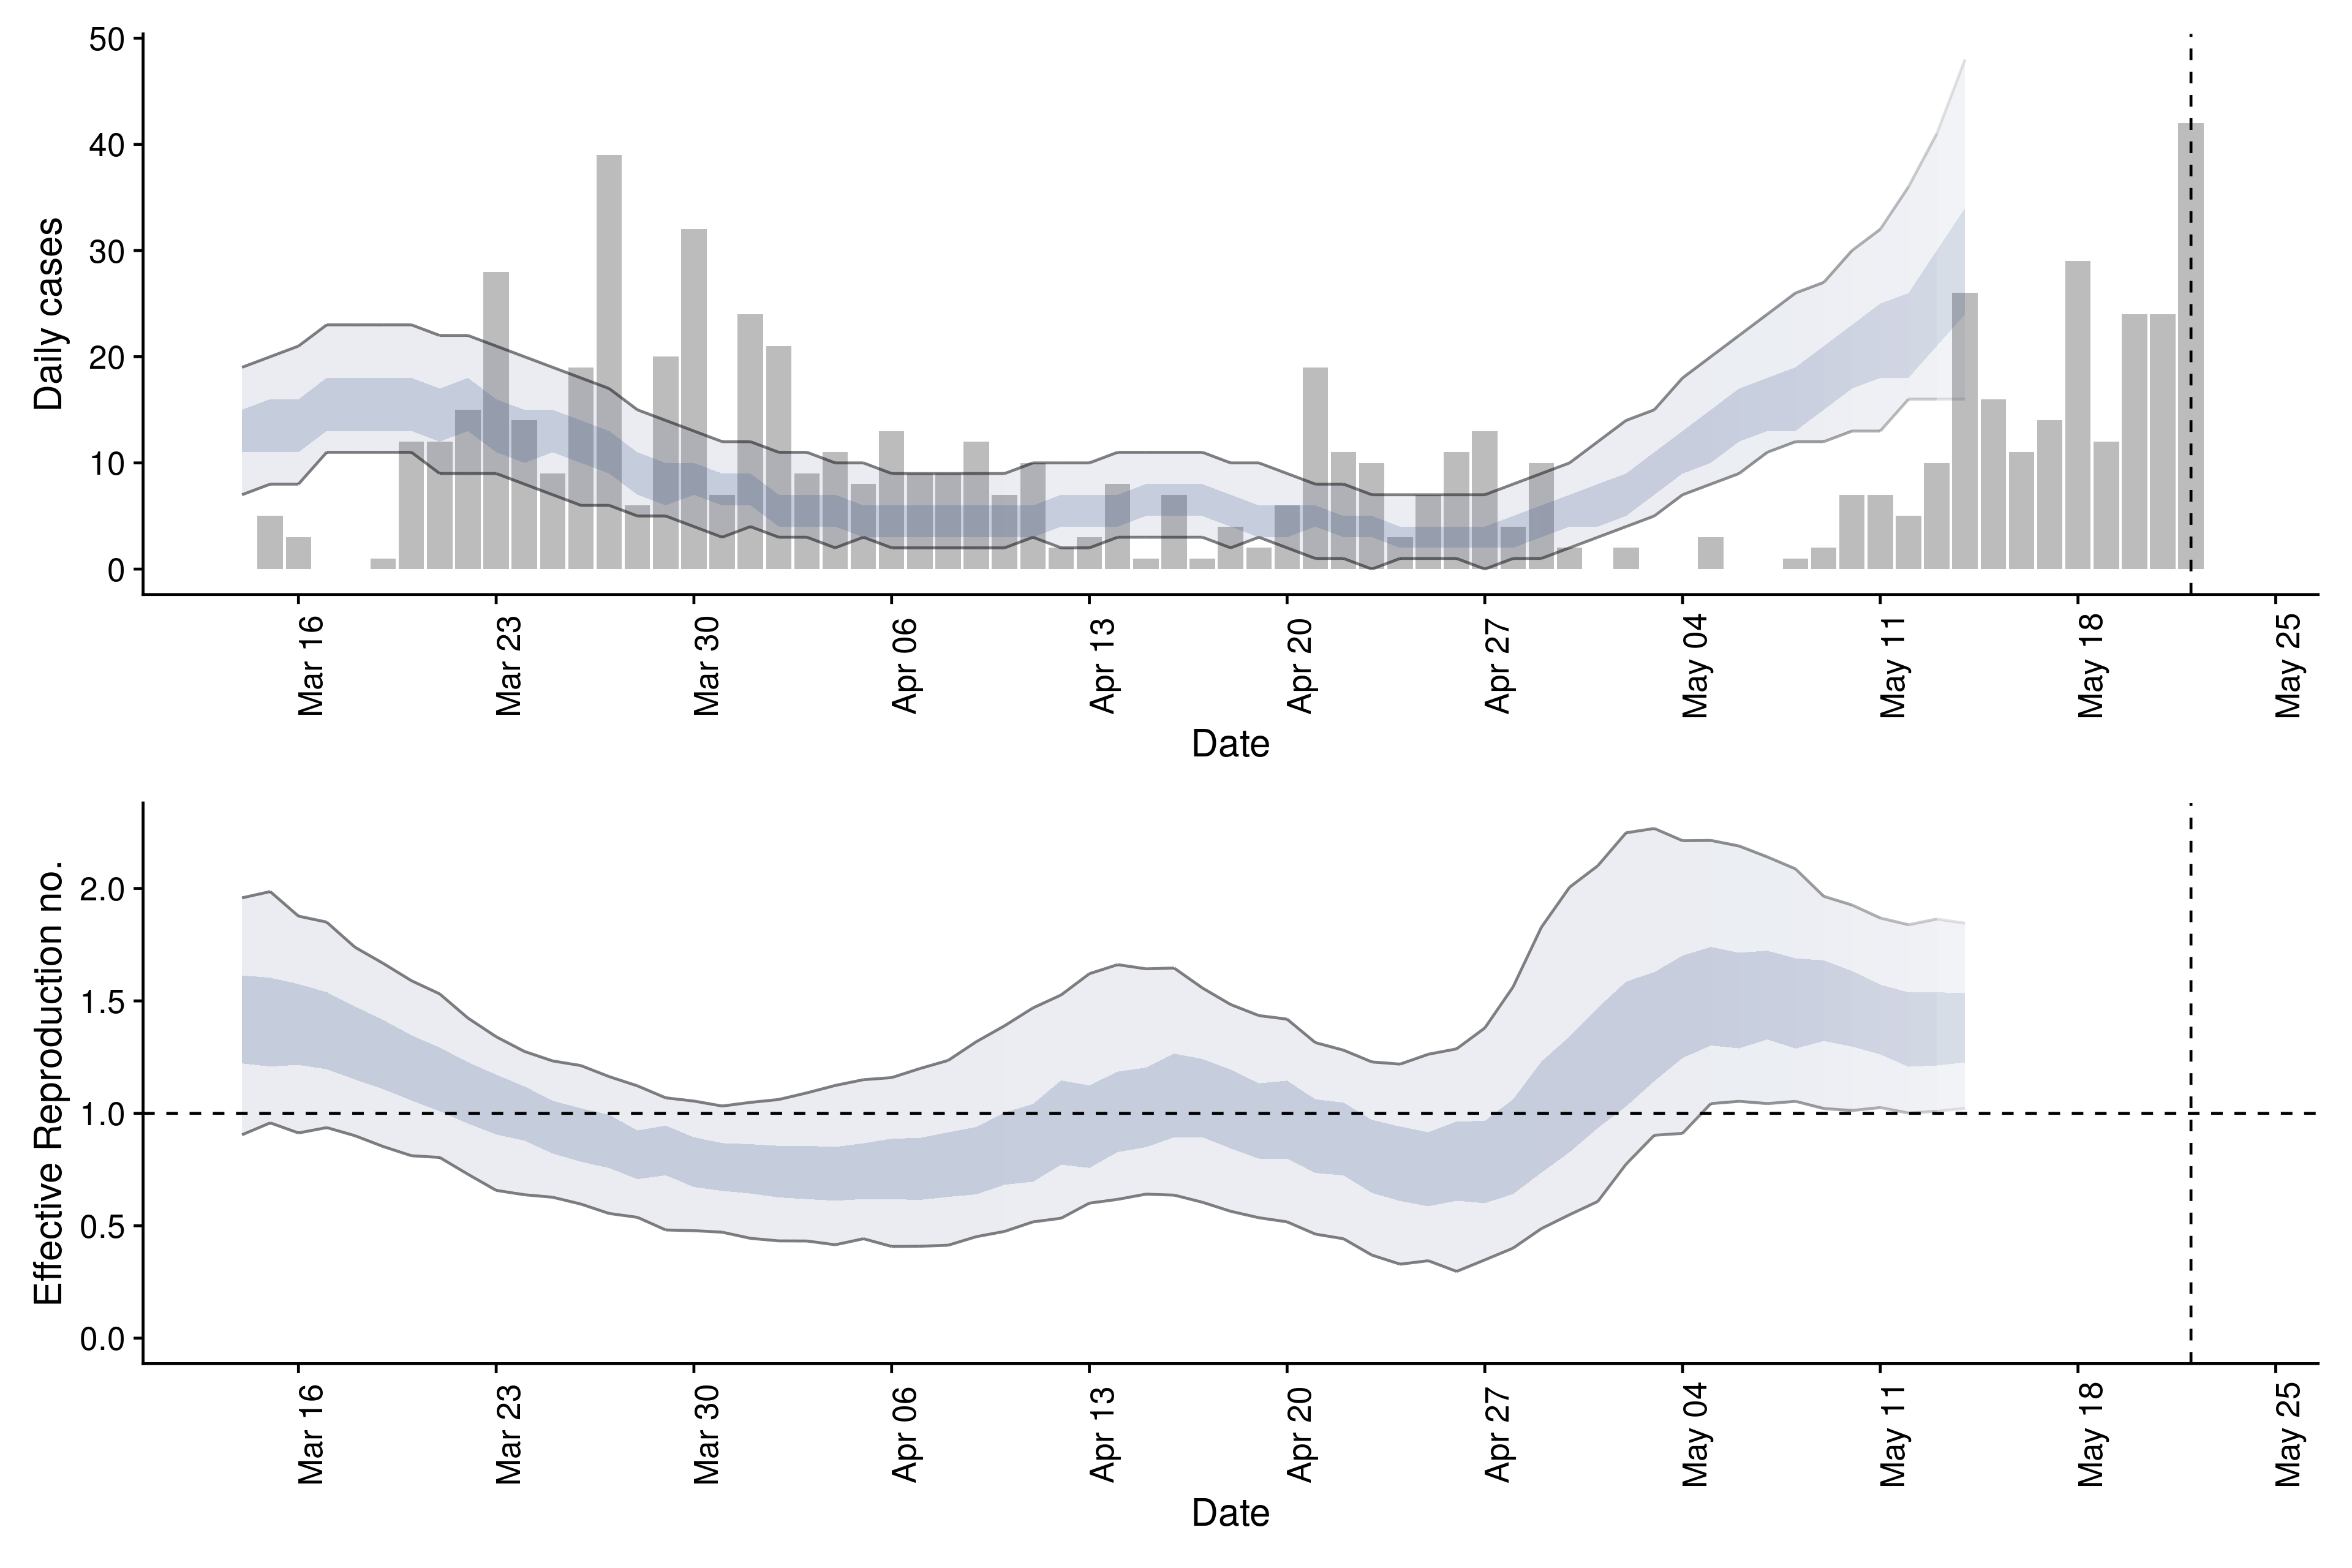 Daily cases
50
40
30
20
10
0
Mar 16
Mar 23
Mar 30
Apr 06
Apr 13
Apr 20
Apr 27
May 04
May 11
May 18
May 25
Date
Effective Reproduction no.
2.0
1.5
1.0
0.5
0.0
Mar 16
Mar 23
Mar 30
Apr 06
Apr 13
Apr 20
Apr 27
May 04
May 11
May 18
May 25
Date